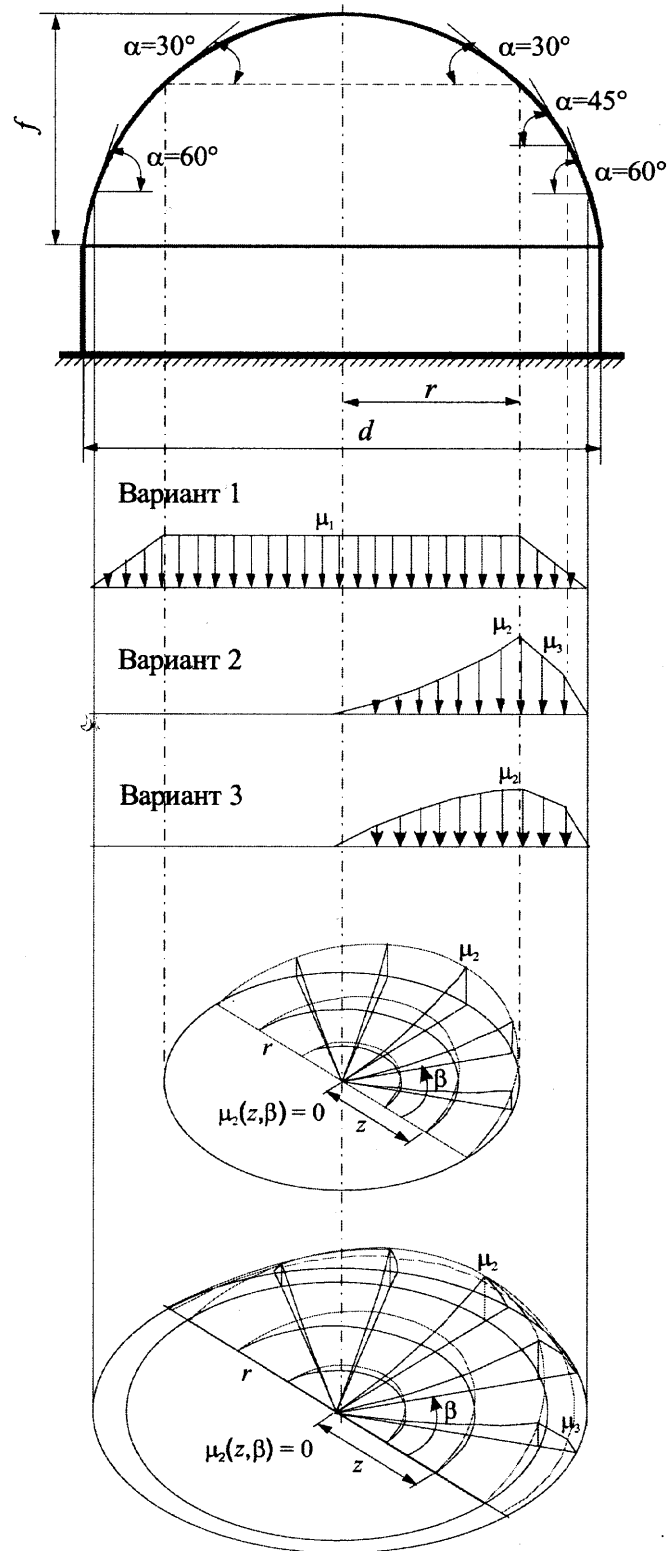 α=30°
α=30°
f
α=45°
α=60°
α=60°
r
d
Вариант 1
μ₁
Вариант 2
μ₂
μ₃
Вариант 3
μ₂
μ₂
r
β
μ₂(z,β) = 0
z
μ₂
r
β
μ₂(z,β) = 0
z
μ₃